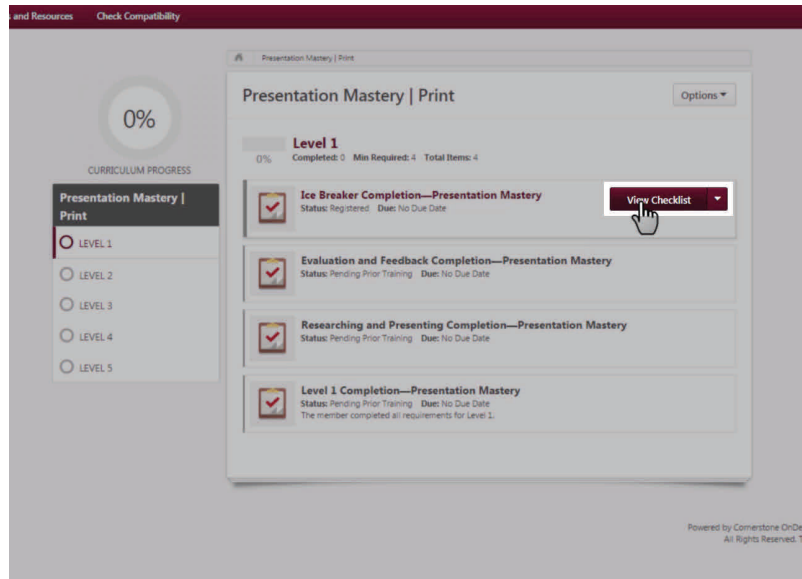 and Resources Check Compatibility
Presentation Mastery | Print
Presentation Mastery | Print
Options
0%
CURRICULUM PROGRESS
Level 1
0% Completed: 0 Min Required: 4 Total Items: 4
Presentation Mastery |
Print
LEVEL 1
LEVEL 2
LEVEL 3
LEVEL 4
LEVEL 5
Ice Breaker Completion—Presentation Mastery
Status: Registered Due: No Due Date
View Checklist
Evaluation and Feedback Completion—Presentation Mastery
Status: Pending Prior Training Due: No Due Date
Researching and Presenting Completion—Presentation Mastery
Status: Pending Prior Training Due: No Due Date
Level 1 Completion—Presentation Mastery
Status: Pending Prior Training Due: No Due Date
The member completed all requirements for Level 1.
Powered by Cornerstone OnDe
All Rights Reserved. T